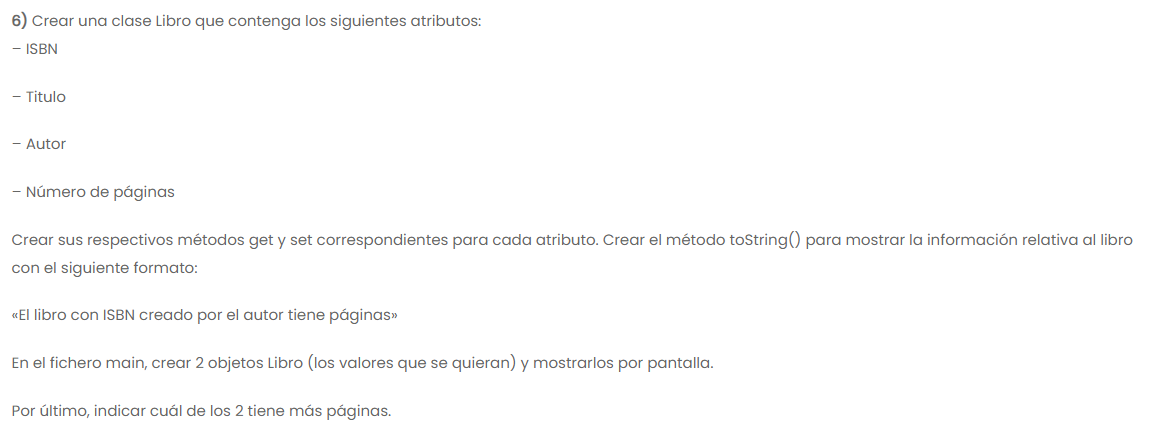 6) Crear una clase Libro que contenga los siguientes atributos:
– ISBN
– Titulo
– Autor
– Número de páginas
Crear sus respectivos métodos get y set correspondientes para cada atributo. Crear el método toString() para mostrar la información relativa al libro
con el siguiente formato:
«El libro con ISBN creado por el autor tiene páginas»
En el fichero main, crear 2 objetos Libro (los valores que se quieran) y mostrarlos por pantalla.
Por último, indicar cuál de los 2 tiene más páginas.